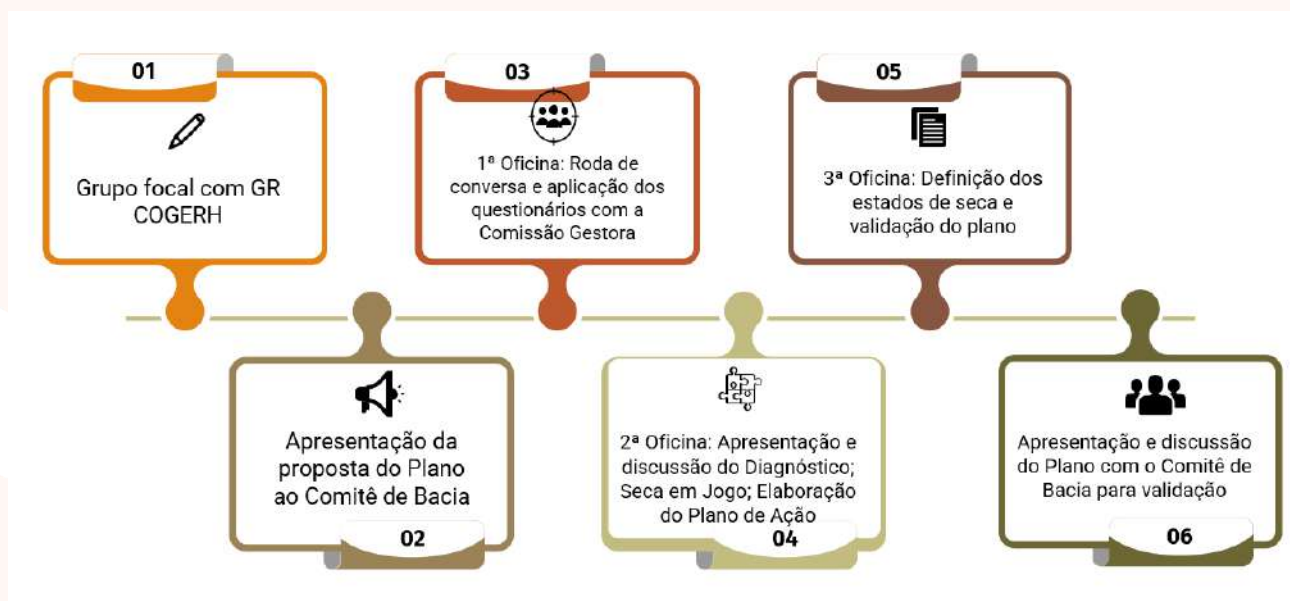 01
Grupo focal com GR
COGERH
02
Apresentação da
proposta do Plano
ao Comitê de Bacia
03
1ª Oficina: Roda de
conversa e aplicação dos
questionários com a
Comissão Gestora
04
2ª Oficina: Apresentação e
discussão do Diagnóstico;
Seca em Jogo; Elaboração
do Plano de Ação
05
3ª Oficina: Definição dos
estados de seca e
validação do plano
06
Apresentação e discussão
do Plano com o Comitê de
Bacia para validação